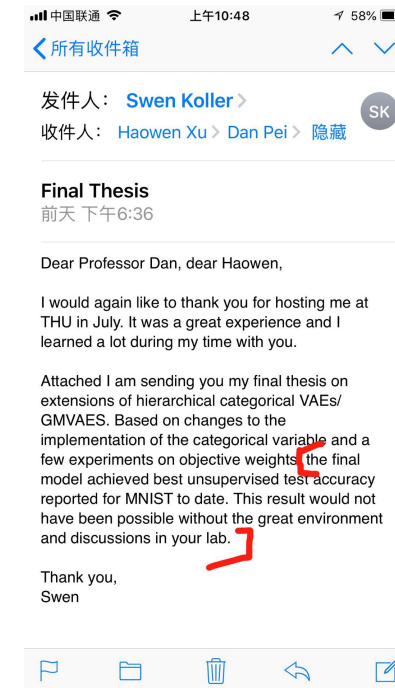 中国联通 上午10:48 58%
所有收件箱
发件人： Swen Koller
SK
收件人： Haowen Xu Dan Pei 隐藏
Final Thesis
前天 下午6:36
Dear Professor Dan, dear Haowen,
I would again like to thank you for hosting me at
THU in July. It was a great experience and I
learned a lot during my time with you.
Attached I am sending you my final thesis on
extensions of hierarchical categorical VAEs/
GMVAES. Based on changes to the
implementation of the categorical variable and a
few experiments on objective weights, the final
model achieved best unsupervised test accuracy
reported for MNIST to date. This result would not
have been possible without the great environment
and discussions in your lab.
Thank you,
Swen